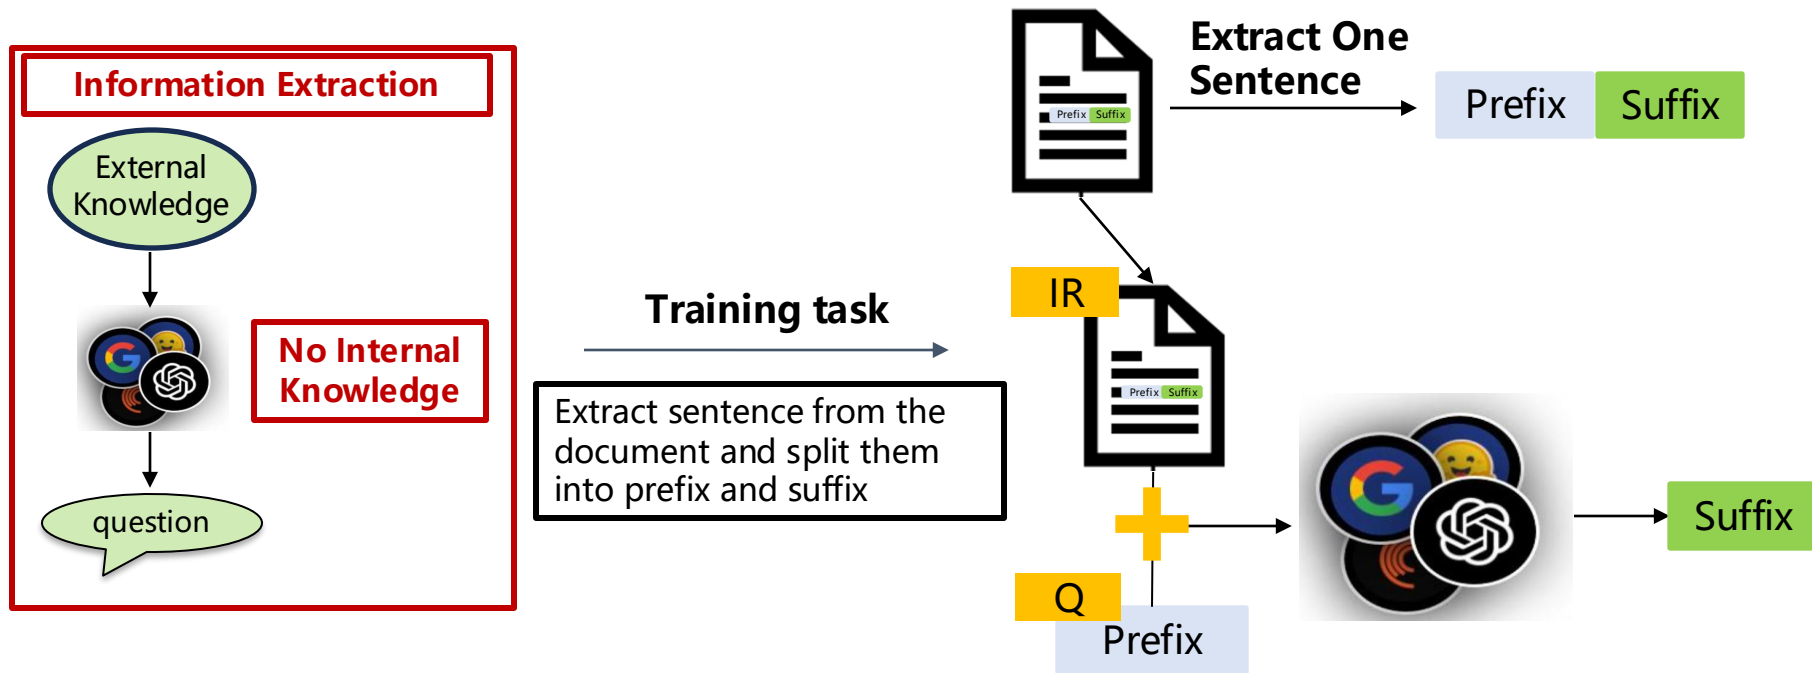 Information Extraction
External
Knowledge
No Internal
Knowledge
question
Training task
Extract sentence from the
document and split them
into prefix and suffix
Extract One
Sentence
Prefix Suffix
Prefix Suffix
IR
Prefix Suffix
Q
Prefix
Suffix